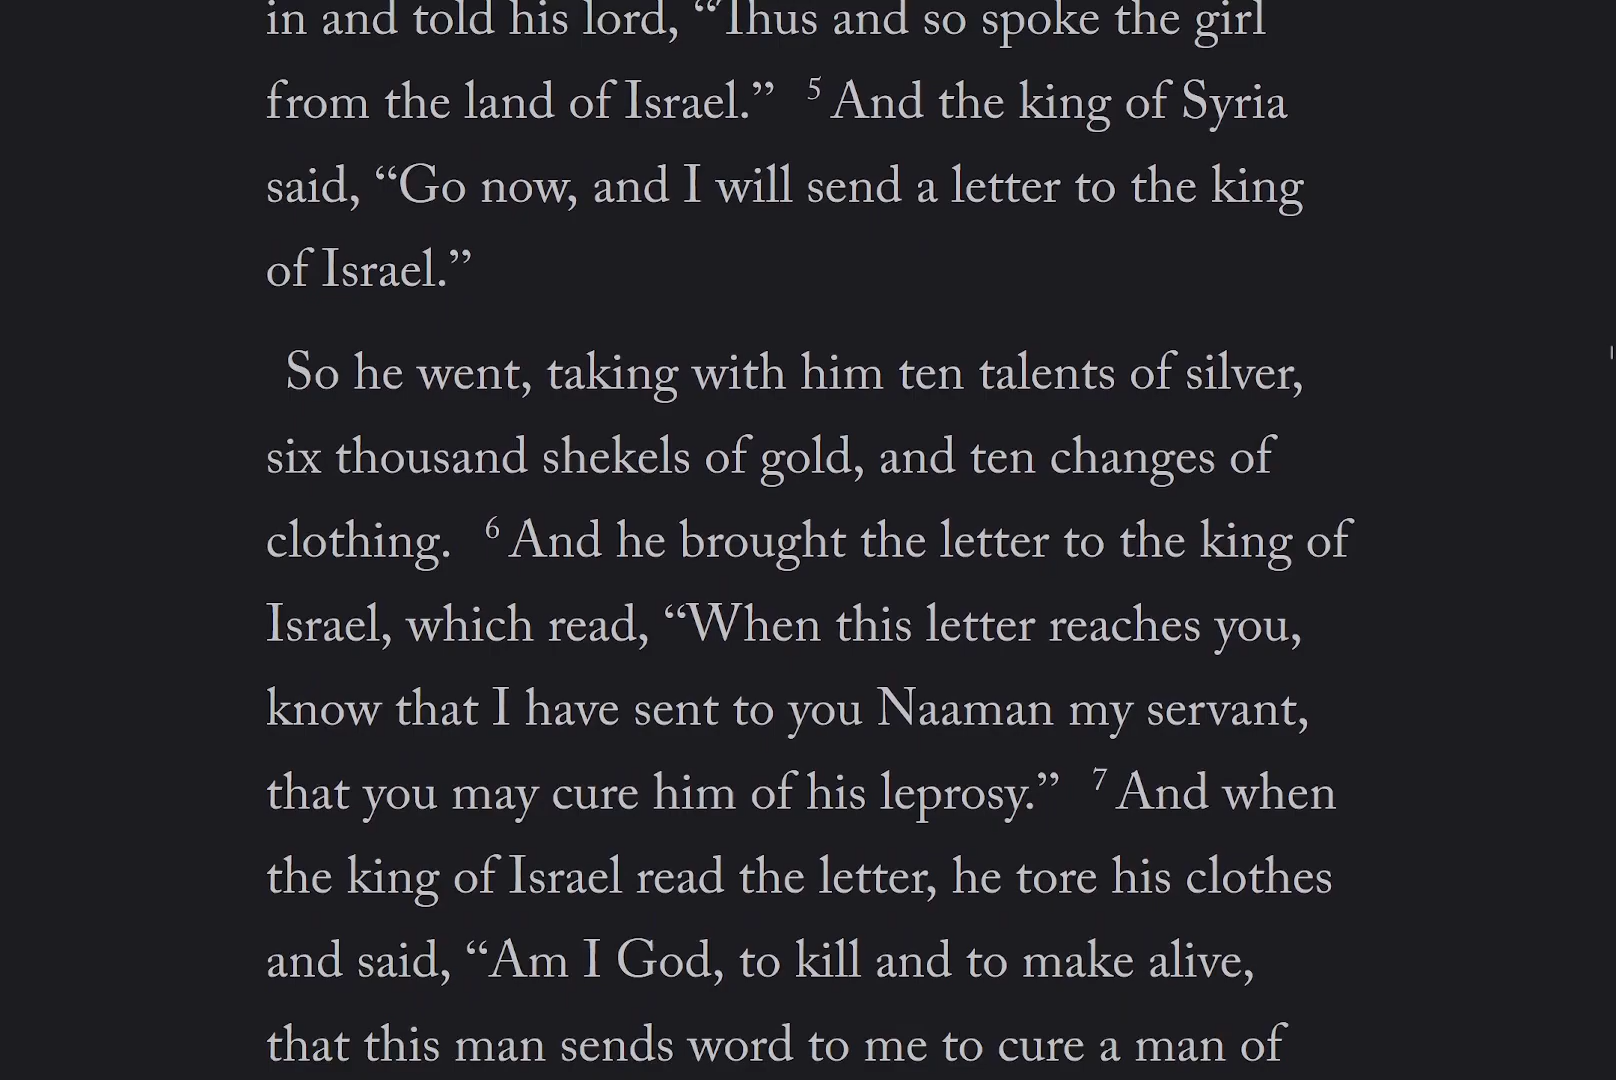 in and told his lord, “Thus and so spoke the girl
from the land of Israel.” 5 And the king of Syria
said, “Go now, and I will send a letter to the king
of Israel.”
So he went, taking with him ten talents of silver,
six thousand shekels of gold, and ten changes of
clothing. 6 And he brought the letter to the king of
Israel, which read, “When this letter reaches you,
know that I have sent to you Naaman my servant,
that you may cure him of his leprosy.” 7 And when
the king of Israel read the letter, he tore his clothes
and said, “Am I God, to kill and to make alive,
that this man sends word to me to cure a man of